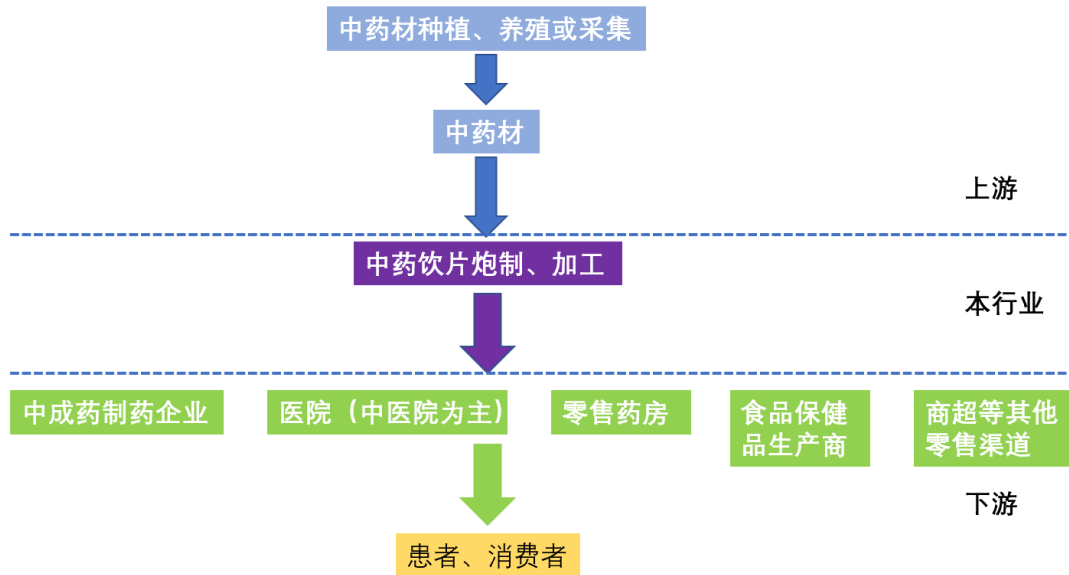 中药材种植、养殖或采集
中药材
上游
中药饮片炮制、加工
本行业
中成药制药企业
医院（中医院为主）
零售药房
食品保健
品生产商
商超等其他
零售渠道
下游
患者、消费者